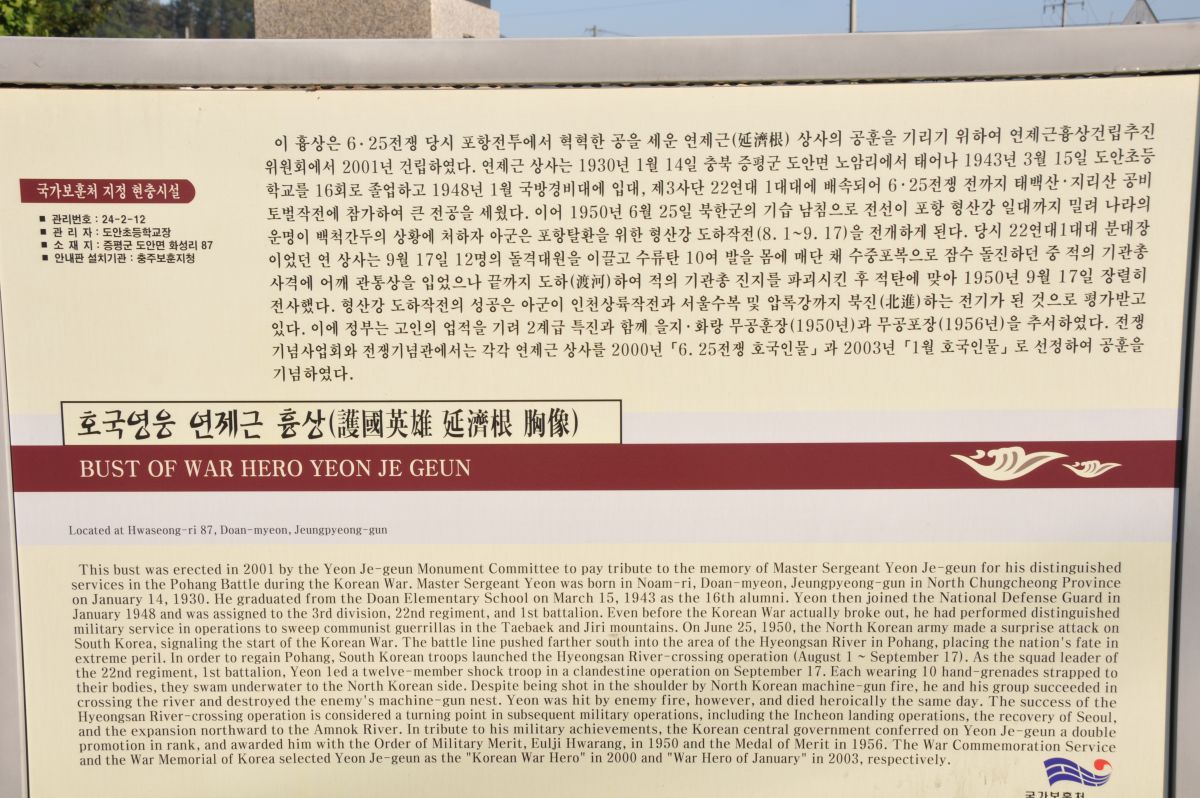 이 흉상은 6·25전쟁 당시 포항전투에서 혁혁한 공을 세운 연제근(延濟根) 상사의 공훈을 기리기 위하여 연제근흉상건립추진
위원회에서 2001년 건립하였다. 연제근 상사는 1930년 1월 14일 충북 증평군 도안면 노암리에서 태어나 1943년 3월 15일 도안초등
학교를 16회로 졸업하고 1948년 1월 국방경비대에 입대, 제3사단 22연대 1대대에 배속되어 6·25전쟁 전까지 태백산·지리산 공비
토벌작전에 참가하여 큰 전공을 세웠다. 이어 1950년 6월 25일 북한군의 기습 남침으로 전선이 포항 형산강 일대까지 밀려 나라의
운명이 백척간두의 상황에 처하자 아군은 포항탈환을 위한 형산강 도하작전(8. 1~9. 17)을 전개하게 된다. 당시 22연대1대대 분대장
이었던 연 상사는 9월 17일 12명의 돌격대원을 이끌고 수류탄 10여 발을 몸에 매단 채 수중포복으로 잠수 돌진하던 중 적의 기관총
사격에 어깨 관통상을 입었으나 끝까지 도하(渡河)하여 적의 기관총 진지를 파괴시킨 후 적탄에 맞아 1950년 9월 17일 장렬히
전사했다. 형산강 도하작전의 성공은 아군이 인천상륙작전과 서울수복 및 압록강까지 북진(北進)하는 전기가 된 것으로 평가받고
있다. 이에 정부는 고인의 업적을 기려 2계급 특진과 함께 을지·화랑 무공훈장(1950년)과 무공포장(1956년)을 추서하였다. 전쟁
기념사업회와 전쟁기념관에서는 각각 연제근 상사를 2000년 「6. 25전쟁 호국인물」과 2003년 「1월 호국인물」로 선정하여 공훈을
기념하였다.
국가보훈처 지정 현충시설
■ 관리번호 : 24-2-12
■ 관 리 자 : 도안초등학교장
■ 소 재 지 : 증평군 도안면 화성리 87
■ 안내판 설치기관 : 충주보훈지청
호국영웅 연제근 흉상(護國英雄 延濟根 胸像)
BUST OF WAR HERO YEON JE GEUN
Located at Hwaseong-ri 87, Doan-myeon, Jeungpyeong-gun
This bust was erected in 2001 by the Yeon Je-geun Monument Committee to pay tribute to the memory of Master Sergeant Yeon Je-geun for his distinguished
services in the Pohang Battle during the Korean War. Master Sergeant Yeon was born in Noam-ri, Doan-myeon, Jeungpyeong-gun in North Chungcheong Province
on January 14, 1930. He graduated from the Doan Elementary School on March 15, 1943 as the 16th alumni. Yeon then joined the National Defense Guard in
January 1948 and was assigned to the 3rd division, 22nd regiment, and 1st battalion. Even before the Korean War actually broke out, he had performed distinguished
military service in operations to sweep communist guerrillas in the Taebaek and Jiri mountains. On June 25, 1950, the North Korean army made a surprise attack on
South Korea, signaling the start of the Korean War. The battle line pushed farther south into the area of the Hyeongsan River in Pohang, placing the nation's fate in
extreme peril. In order to regain Pohang, South Korean troops launched the Hyeongsan River-crossing operation (August 1 ~ September 17). As the squad leader of
the 22nd regiment, 1st battalion, Yeon led a twelve-member shock troop in a clandestine operation on September 17. Each wearing 10 hand-grenades strapped to
their bodies, they swam underwater to the North Korean side. Despite being shot in the shoulder by North Korean machine-gun fire, he and his group succeeded in
crossing the river and destroyed the enemy's machine-gun nest. Yeon was hit by enemy fire, however, and died heroically the same day. The success of the
Hyeongsan River-crossing operation is considered a turning point in subsequent military operations, including the Incheon landing operations, the recovery of Seoul,
and the expansion northward to the Amnok River. In tribute to his military achievements, the Korean central government conferred on Yeon Je-geun a double
promotion in rank, and awarded him with the Order of Military Merit, Eulji Hwarang, in 1950 and the Medal of Merit in 1956. The War Commemoration Service
and the War Memorial of Korea selected Yeon Je-geun as the "Korean War Hero" in 2000 and "War Hero of January" in 2003, respectively.
국가보훈처